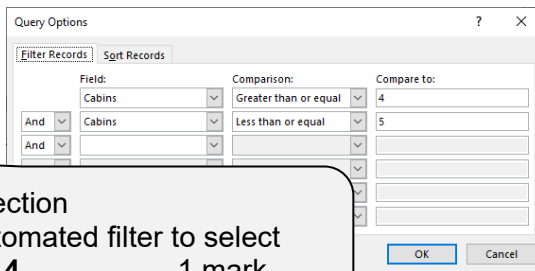 Query Options ? ×
Filter Records Sort Records
Field: Comparison: Compare to:
Cabins Greater than or equal 4
And Cabins Less than or equal 5
And
tomated filter to select
4 1 mark
OK Cancel